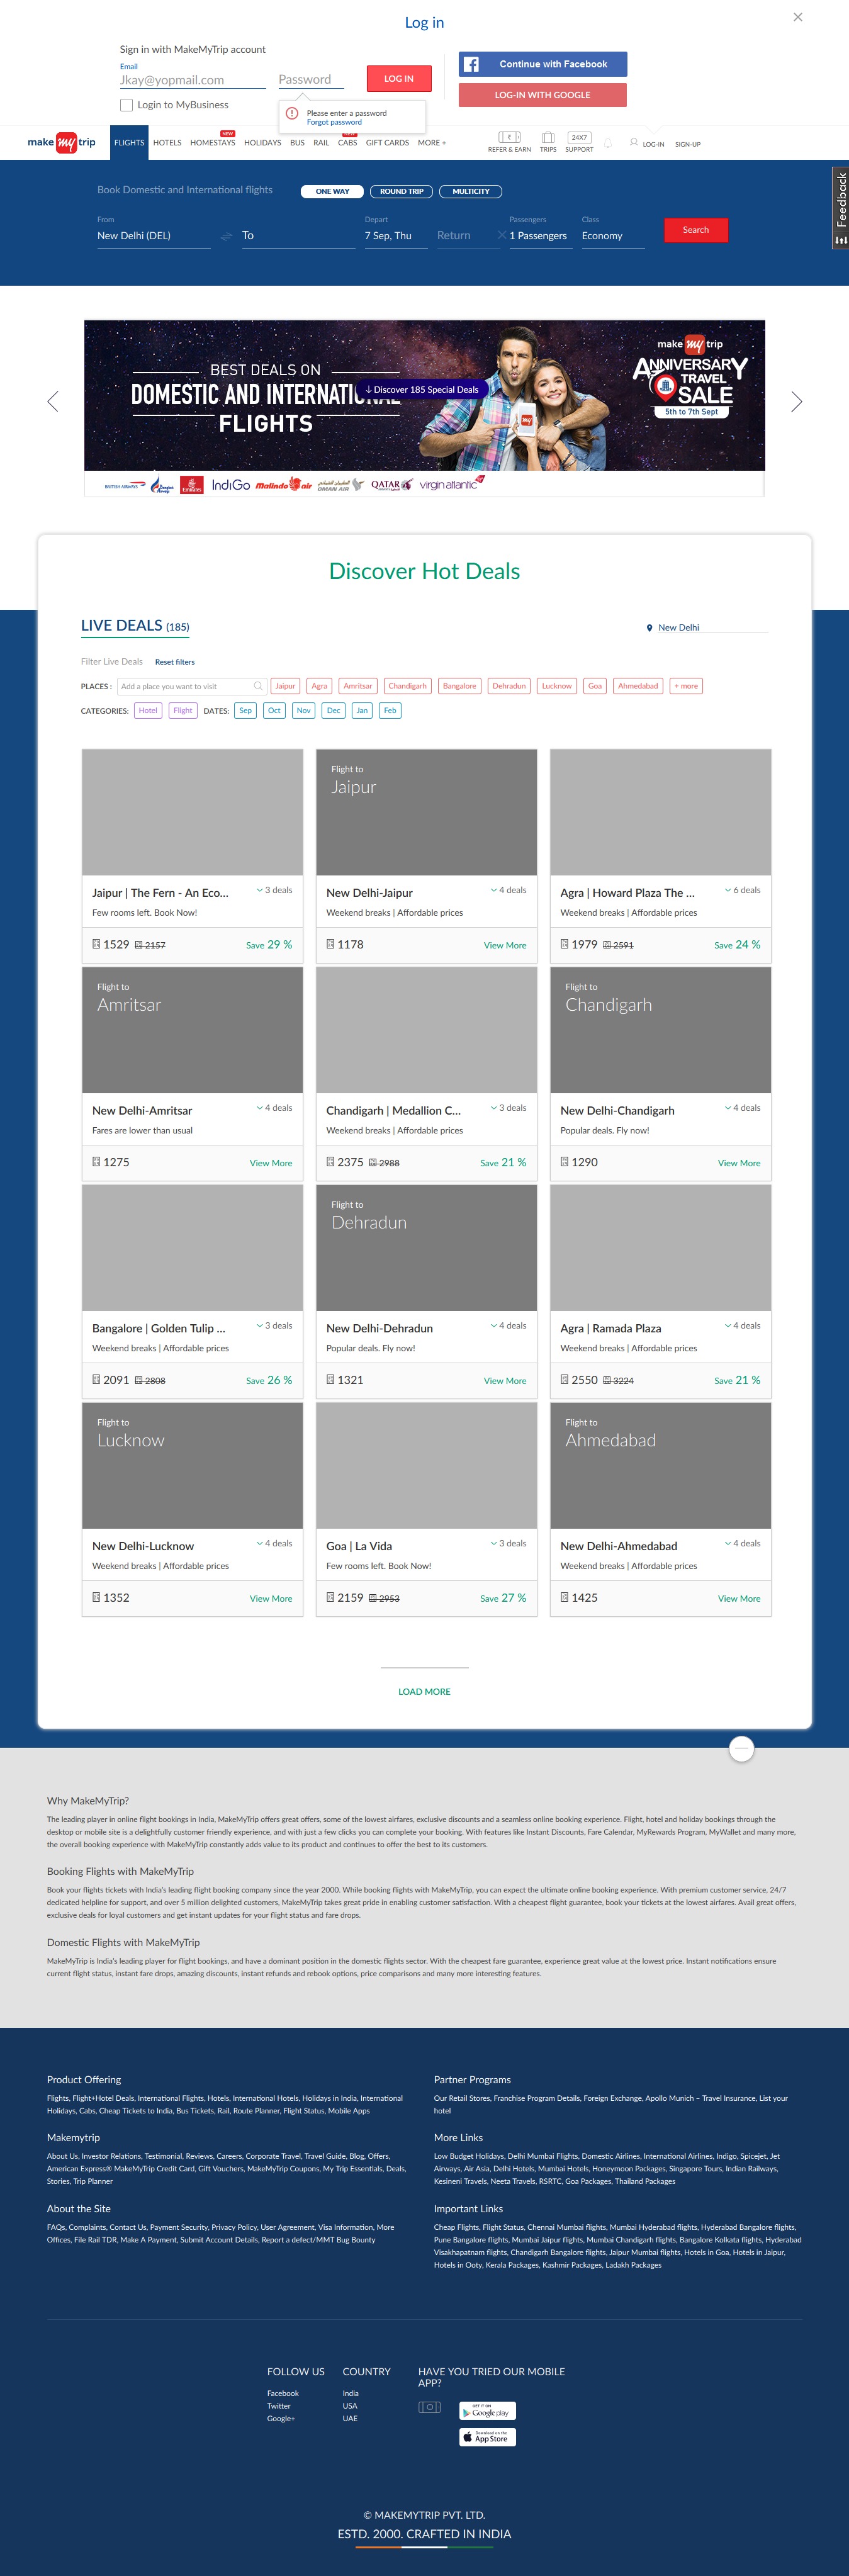 Log in
Sign in with MakeMyTrip account
Email
Jkay@yopmail.com
Password
LOG IN
Continue with Facebook
LOG-IN WITH GOOGLE
Login to MyBusiness
Please enter a password
Forgot password
make my trip
FLIGHTS
HOTELS
HOMESTAYS
NEW
HOLIDAYS
BUS
RAIL
CABS
GIFT CARDS
MORE +
REFER & EARN
TRIPS
24X7
SUPPORT
LOG-IN
SIGN-UP
Feedback
Book Domestic and International flights
ONE WAY
ROUND TRIP
MULTICITY
From
New Delhi (DEL)
To
Depart
7 Sep, Thu
Return
Passengers
1 Passengers
Class
Economy
Search
BEST DEALS ON
DOMESTIC AND INTERNATIONAL
FLIGHTS
↓ Discover 185 Special Deals
make my trip
ANNIVERSARY
TRAVEL
SALE
5th to 7th Sept
BRITISH AIRWAYS
Emirates
IndiGo
Malindo air
OMAN AIR
QATAR
virgin atlantic
Discover Hot Deals
LIVE DEALS (185)
New Delhi
Filter Live Deals
Reset filters
PLACES :
Add a place you want to visit
Jaipur
Agra
Amritsar
Chandigarh
Bangalore
Dehradun
Lucknow
Goa
Ahmedabad
+ more
CATEGORIES:
Hotel
Flight
DATES:
Sep
Oct
Nov
Dec
Jan
Feb
Jaipur | The Fern - An Eco...
3 deals
Few rooms left. Book Now!
1529 2157
Save 29 %
Flight to
Jaipur
New Delhi-Jaipur
4 deals
Weekend breaks | Affordable prices
1178
View More
Agra | Howard Plaza The ...
6 deals
Weekend breaks | Affordable prices
1979 2591
Save 24 %
Flight to
Amritsar
New Delhi-Amritsar
4 deals
Fares are lower than usual
1275
View More
Chandigarh | Medallion C...
3 deals
Weekend breaks | Affordable prices
2375 2988
Save 21 %
Flight to
Chandigarh
New Delhi-Chandigarh
4 deals
Popular deals. Fly now!
1290
View More
Bangalore | Golden Tulip ...
3 deals
Weekend breaks | Affordable prices
2091 2808
Save 26 %
Flight to
Dehradun
New Delhi-Dehradun
4 deals
Popular deals. Fly now!
1321
View More
Agra | Ramada Plaza
4 deals
Weekend breaks | Affordable prices
2550 3224
Save 21 %
Flight to
Lucknow
New Delhi-Lucknow
4 deals
Weekend breaks | Affordable prices
1352
View More
Goa | La Vida
3 deals
Few rooms left. Book Now!
2159 2953
Save 27 %
Flight to
Ahmedabad
New Delhi-Ahmedabad
4 deals
Weekend breaks | Affordable prices
1425
View More
LOAD MORE
Why MakeMyTrip?
The leading player in online flight bookings in India, MakeMyTrip offers great offers, some of the lowest airfares, exclusive discounts and a seamless online booking experience. Flight, hotel and holiday bookings through the
desktop or mobile site is a delightfully customer friendly experience, and with just a few clicks you can complete your booking. With features like Instant Discounts, Fare Calendar, MyRewards Program, MyWallet and many more,
the overall booking experience with MakeMyTrip constantly adds value to its product and continues to offer the best to its customers.
Booking Flights with MakeMyTrip
Book your flights tickets with India's leading flight booking company since the year 2000. While booking flights with MakeMyTrip, you can expect the ultimate online booking experience. With premium customer service, 24/7
dedicated helpline for support, and over 5 million delighted customers, MakeMyTrip takes great pride in enabling customer satisfaction. With a cheapest flight guarantee, book your tickets at the lowest airfares. Avail great offers,
exclusive deals for loyal customers and get instant updates for your flight status and fare drops.
Domestic Flights with MakeMyTrip
MakeMyTrip is India's leading player for flight bookings, and have a dominant position in the domestic flights sector. With the cheapest fare guarantee, experience great value at the lowest price. Instant notifications ensure
current flight status, instant fare drops, amazing discounts, instant refunds and rebook options, price comparisons and many more interesting features.
Product Offering
Flights, Flight+Hotel Deals, International Flights, Hotels, International Hotels, Holidays in India, International
Holidays, Cabs, Cheap Tickets to India, Bus Tickets, Rail, Route Planner, Flight Status, Mobile Apps
Partner Programs
Our Retail Stores, Franchise Program Details, Foreign Exchange, Apollo Munich – Travel Insurance, List your
hotel
Makemytrip
About Us, Investor Relations, Testimonial, Reviews, Careers, Corporate Travel, Travel Guide, Blog, Offers,
American Express® MakeMyTrip Credit Card, Gift Vouchers, MakeMyTrip Coupons, My Trip Essentials, Deals,
Stories, Trip Planner
More Links
Low Budget Holidays, Delhi Mumbai Flights, Domestic Airlines, International Airlines, Indigo, Spicejet, Jet
Airways, Air Asia, Delhi Hotels, Mumbai Hotels, Honeymoon Packages, Singapore Tours, Indian Railways,
Kesineni Travels, Neeta Travels, RSRTC, Goa Packages, Thailand Packages
About the Site
FAQs, Complaints, Contact Us, Payment Security, Privacy Policy, User Agreement, Visa Information, More
Offices, File Rail TDR, Make A Payment, Submit Account Details, Report a defect/MMT Bug Bounty
Important Links
Cheap Flights, Flight Status, Chennai Mumbai flights, Mumbai Hyderabad flights, Hyderabad Bangalore flights,
Pune Bangalore flights, Mumbai Jaipur flights, Mumbai Chandigarh flights, Bangalore Kolkata flights, Hyderabad
Visakhapatnam flights, Chandigarh Bangalore flights, Jaipur Mumbai flights, Hotels in Goa, Hotels in Jaipur,
Hotels in Ooty, Kerala Packages, Kashmir Packages, Ladakh Packages
FOLLOW US
Facebook
Twitter
Google+
COUNTRY
India
USA
UAE
HAVE YOU TRIED OUR MOBILE
APP?
GET IT ON
Google play
Download on the
App Store
© MAKEMYTRIP PVT. LTD.
ESTD. 2000. CRAFTED IN INDIA